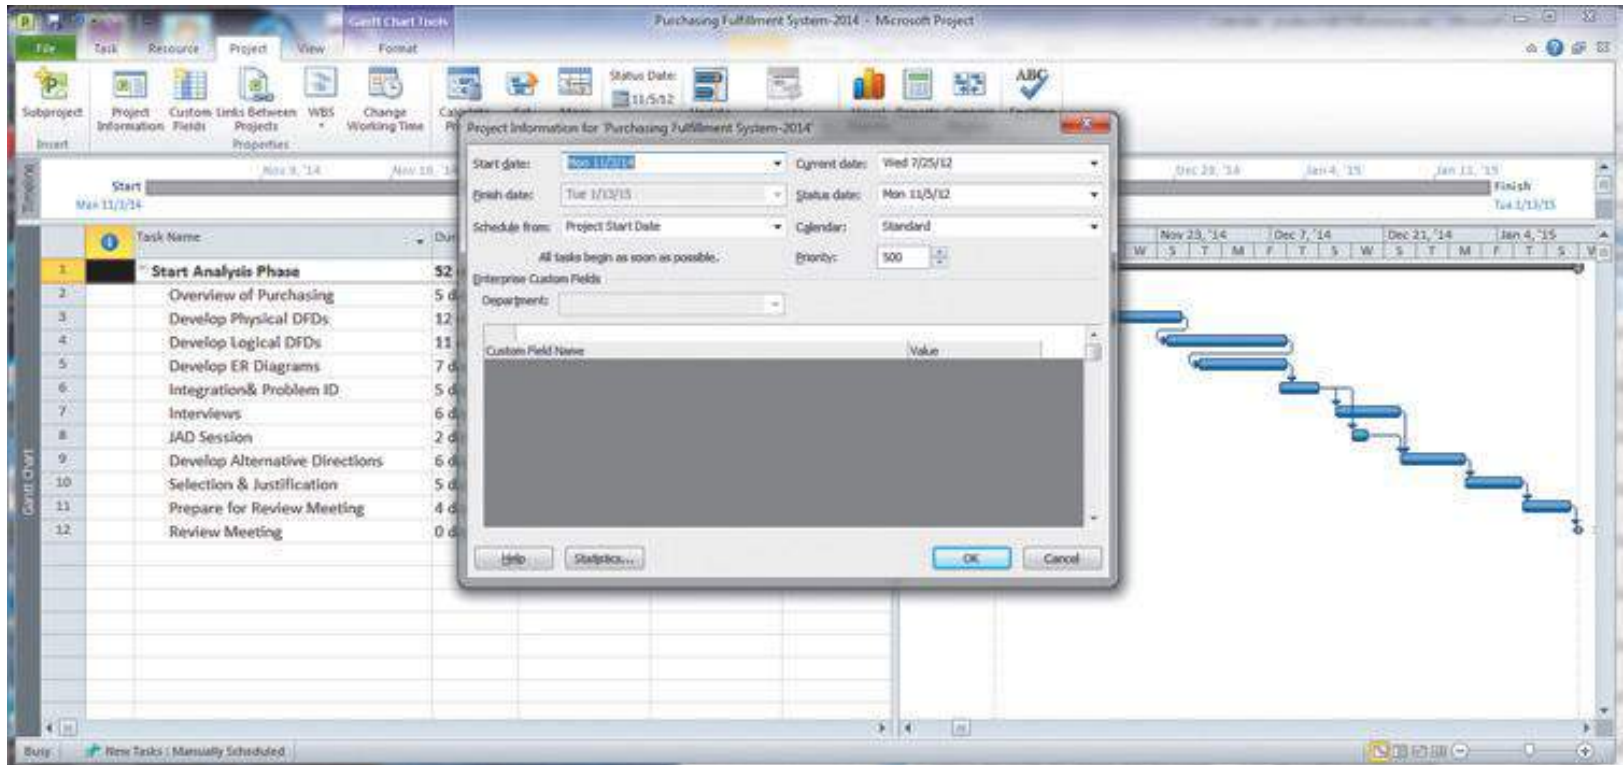 Gantt Chart Tools
Purchasing Fulfillment System-2014 - Microsoft Project
File Task Resource Project View Format
Status Date:
11/5/12
ABC
Subproject
Project Information
Custom Fields
Links Between Projects
WBS
Change Working Time
Insert
Properties
Timeline
Nov 9, '14
Start
Mon 11/3/14
Dec 28, '14
Jan 4, '15
Jan 11, '15
Finish
Tue 1/13/15
Project Information for 'Purchasing Fulfillment System-2014'
Start date: Mon 11/3/14 Current date: Wed 7/25/12
Finish date: Tue 1/13/15 Status date: Mon 11/5/12
Schedule from: Project Start Date Calendar: Standard
All tasks begin as soon as possible. Priority: 500
Enterprise Custom Fields
Department:
Custom Field Name Value
Help Statistics... OK Cancel
Gantt Chart
Task Name
Nov 23, '14 Dec 7, '14 Dec 21, '14 Jan 4, '15
W S T M F T S W S T M F T S
1 Start Analysis Phase 52
2 Overview of Purchasing 5 d
3 Develop Physical DFDs 12
4 Develop Logical DFDs 11
5 Develop ER Diagrams 7 d
6 Integration& Problem ID 5 d
7 Interviews 6 d
8 JAD Session 2 d
9 Develop Alternative Directions 6 d
10 Selection & Justification 5 d
11 Prepare for Review Meeting 4 d
12 Review Meeting 0 d
Busy New Tasks : Manually Scheduled